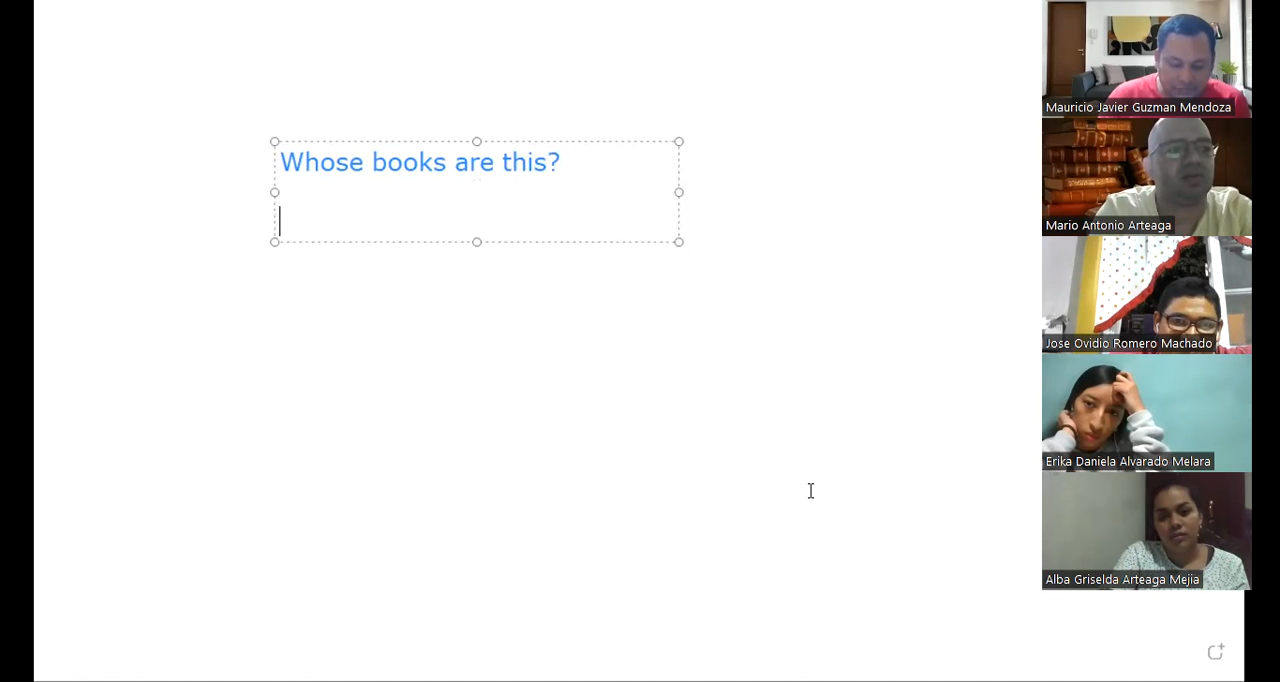 Whose books are this?
Mauricio Javier Guzman Mendoza
Mario Antonio Arteaga
Jose Ovidio Romero Machado
Erika Daniela Alvarado Melara
Alba Griselda Arteaga Mejia